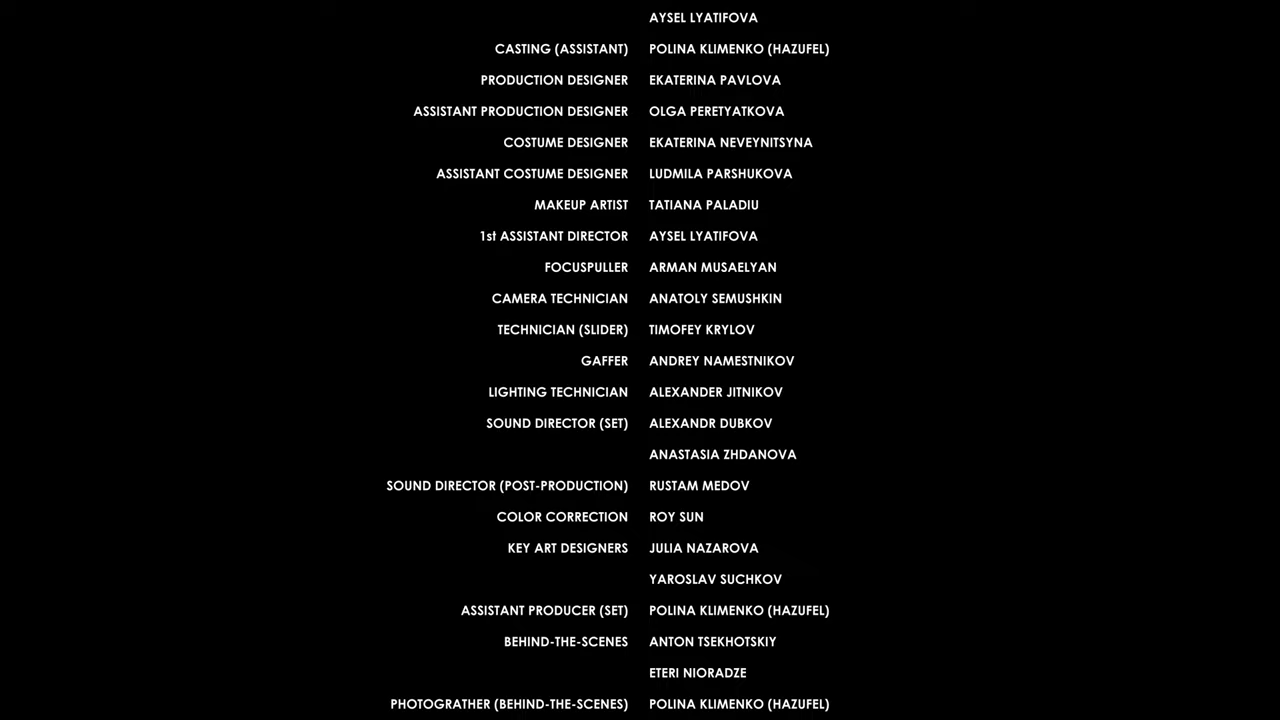 AYSEL LYATIFOVA
CASTING (ASSISTANT) POLINA KLIMENKO (HAZUFEL)
PRODUCTION DESIGNER EKATERINA PAVLOVA
ASSISTANT PRODUCTION DESIGNER OLGA PERETYATKOVA
COSTUME DESIGNER EKATERINA NEVEYNITSYNA
ASSISTANT COSTUME DESIGNER LUDMILA PARSHUKOVA
MAKEUP ARTIST TATIANA PALADIU
1st ASSISTANT DIRECTOR AYSEL LYATIFOVA
FOCUSPULLER ARMAN MUSAELYAN
CAMERA TECHNICIAN ANATOLY SEMUSHKIN
TECHNICIAN (SLIDER) TIMOFEY KRYLOV
GAFFER ANDREY NAMESTNIKOV
LIGHTING TECHNICIAN ALEXANDER JITNIKOV
SOUND DIRECTOR (SET) ALEXANDR DUBKOV
ANASTASIA ZHDANOVA
SOUND DIRECTOR (POST-PRODUCTION) RUSTAM MEDOV
COLOR CORRECTION ROY SUN
KEY ART DESIGNERS JULIA NAZAROVA
YAROSLAV SUCHKOV
ASSISTANT PRODUCER (SET) POLINA KLIMENKO (HAZUFEL)
BEHIND-THE-SCENES ANTON TSEKHOTSKIY
ETERI NIORADZE
PHOTOGRATHER (BEHIND-THE-SCENES) POLINA KLIMENKO (HAZUFEL)